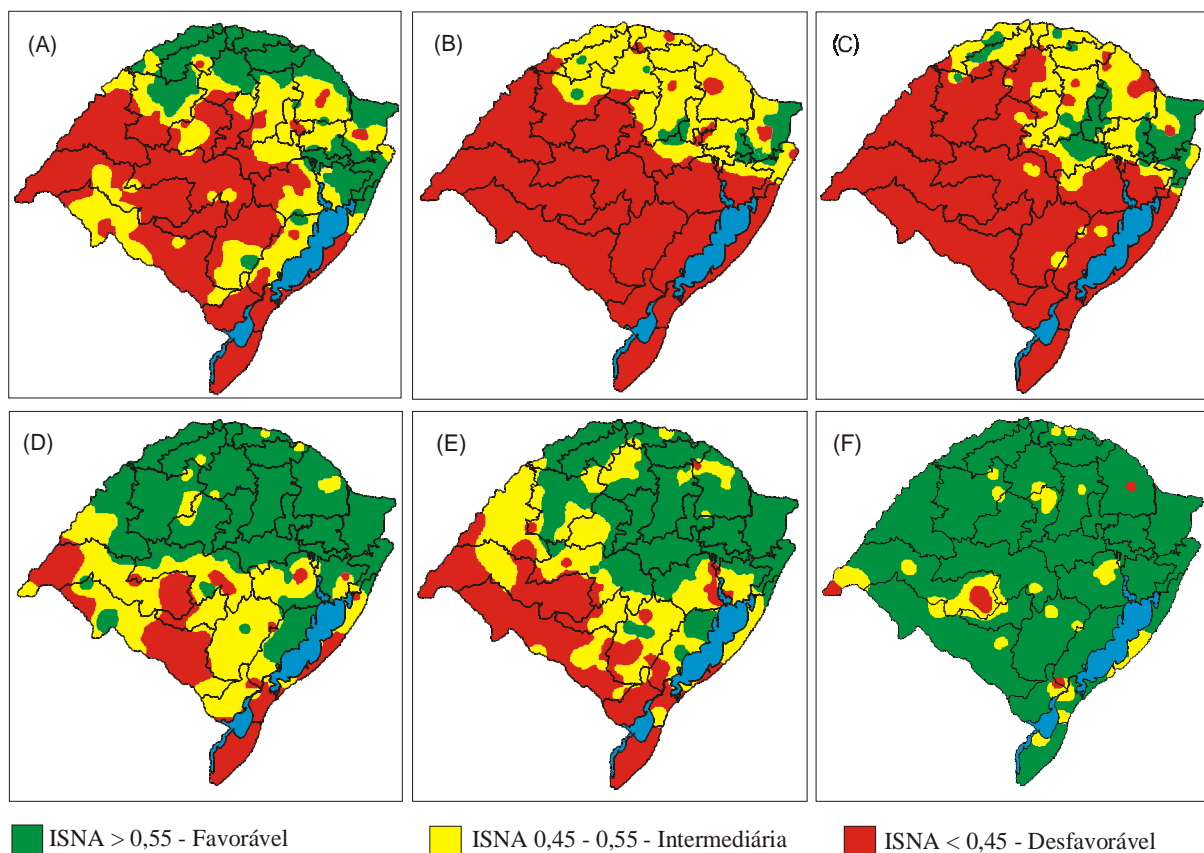 (A)
(B)
(C)
(D)
(E)
(F)
ISNA > 0,55 - Favorável
ISNA 0,45 - 0,55 - Intermediária
ISNA < 0,45 - Desfavorável